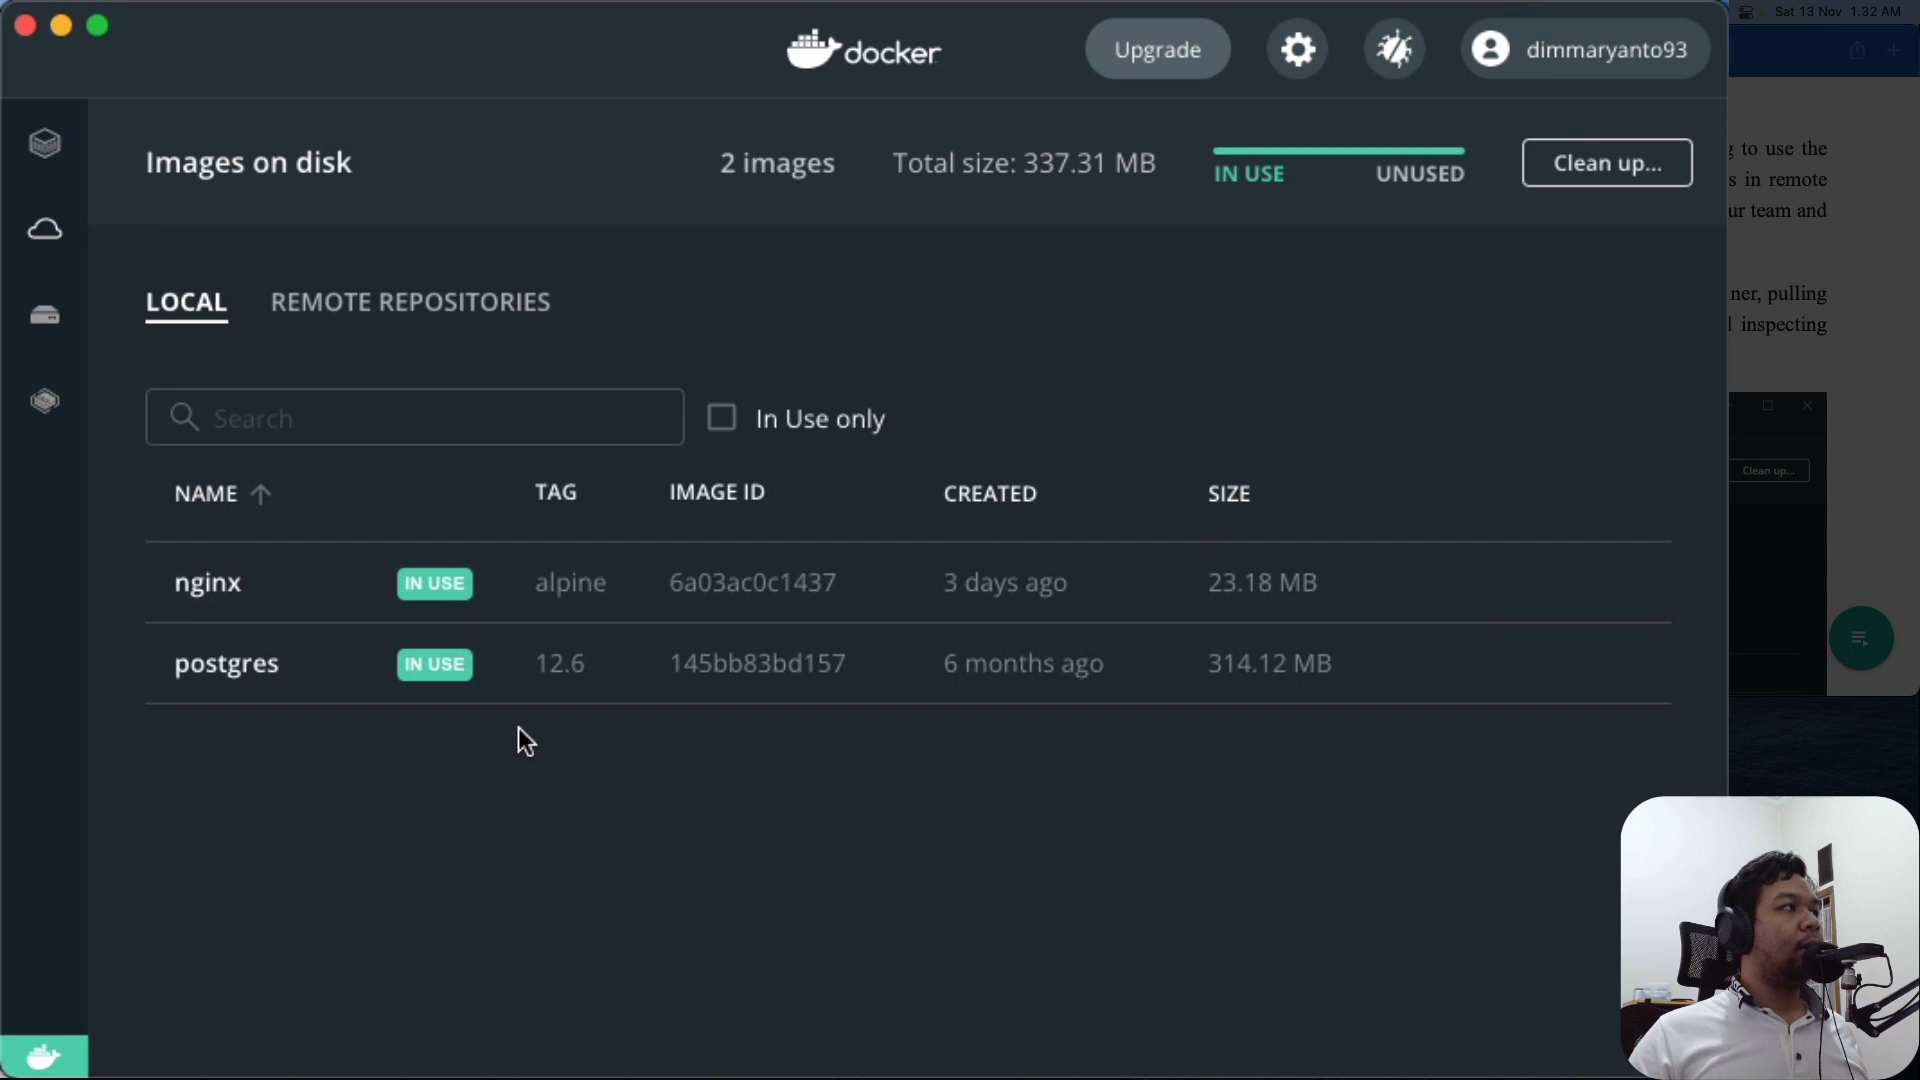 Sat 13 Nov 1.32 AM
docker
Upgrade
dimmaryanto93
Images on disk
2 images
Total size: 337.31 MB
IN USE
UNUSED
Clean up...
to use the
s in remote
ur team and
LOCAL
REMOTE REPOSITORIES
ner, pulling
inspecting
Search
In Use only
Clean up...
NAME
TAG
IMAGE ID
CREATED
SIZE
nginx
IN USE
alpine
6a03ac0c1437
3 days ago
23.18 MB
postgres
IN USE
12.6
145bb83bd157
6 months ago
314.12 MB